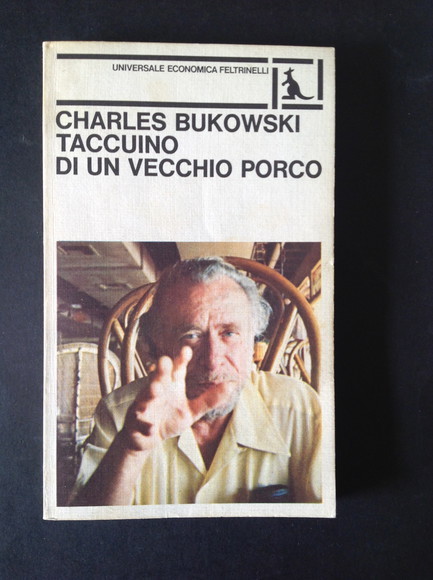 UNIVERSALE ECONOMICA FELTRINELLI
CHARLES BUKOWSKI
TACCUINO
DI UN VECCHIO PORCO